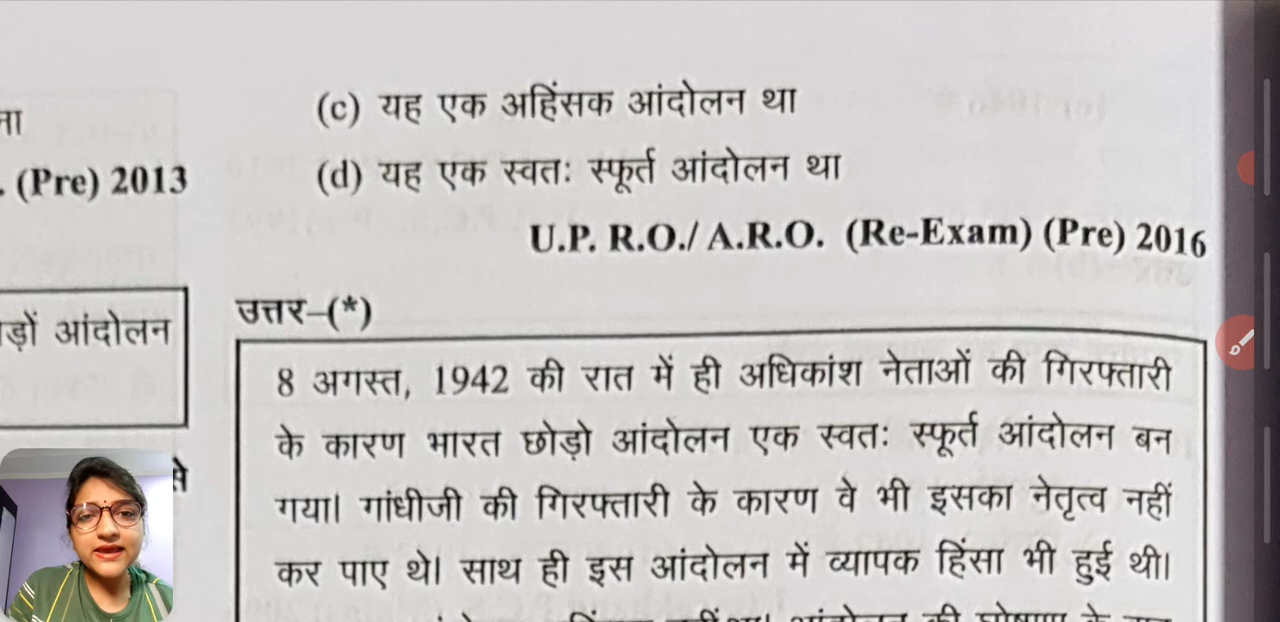 ना
. (Pre) 2013
ड़ों आंदोलन
से
(c) यह एक अहिंसक आंदोलन था
(d) यह एक स्वतः स्फूर्त आंदोलन था
U.P. R.O./ A.R.O. (Re-Exam) (Pre) 2016
उत्तर–(*)
8 अगस्त, 1942 की रात में ही अधिकांश नेताओं की गिरफ्तारी
के कारण भारत छोड़ो आंदोलन एक स्वतः स्फूर्त आंदोलन बन
गया। गांधीजी की गिरफ्तारी के कारण वे भी इसका नेतृत्व नहीं
कर पाए थे। साथ ही इस आंदोलन में व्यापक हिंसा भी हुई थी।